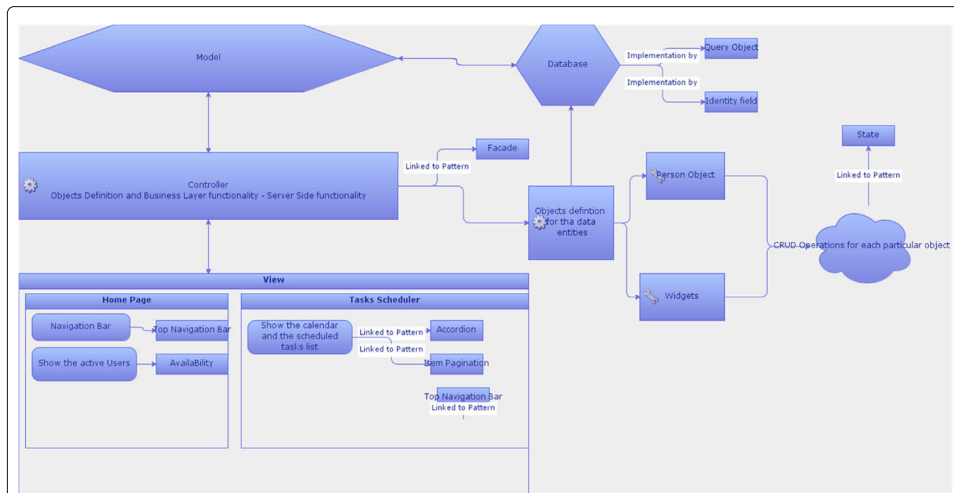 Model
Database
Implementation by
Query Object
Implementation by
Identity field
State
Linked to Pattern
Facade
Linked to Pattern
Controller
Objects Definition and Business Layer functionality - Server Side functionality
Objects defintion
for tha data
entities
Person Object
Widgets
CRUD Operations for each particular object
View
Home Page
Navigation Bar
Top Navigation Bar
Show the active Users
AvailaBility
Tasks Scheduler
Show the calendar
and the scheduled
tasks list
Linked to Pattern
Accordion
Linked to Pattern
Item Pagination
Top Navigation Bar
Linked to Pattern